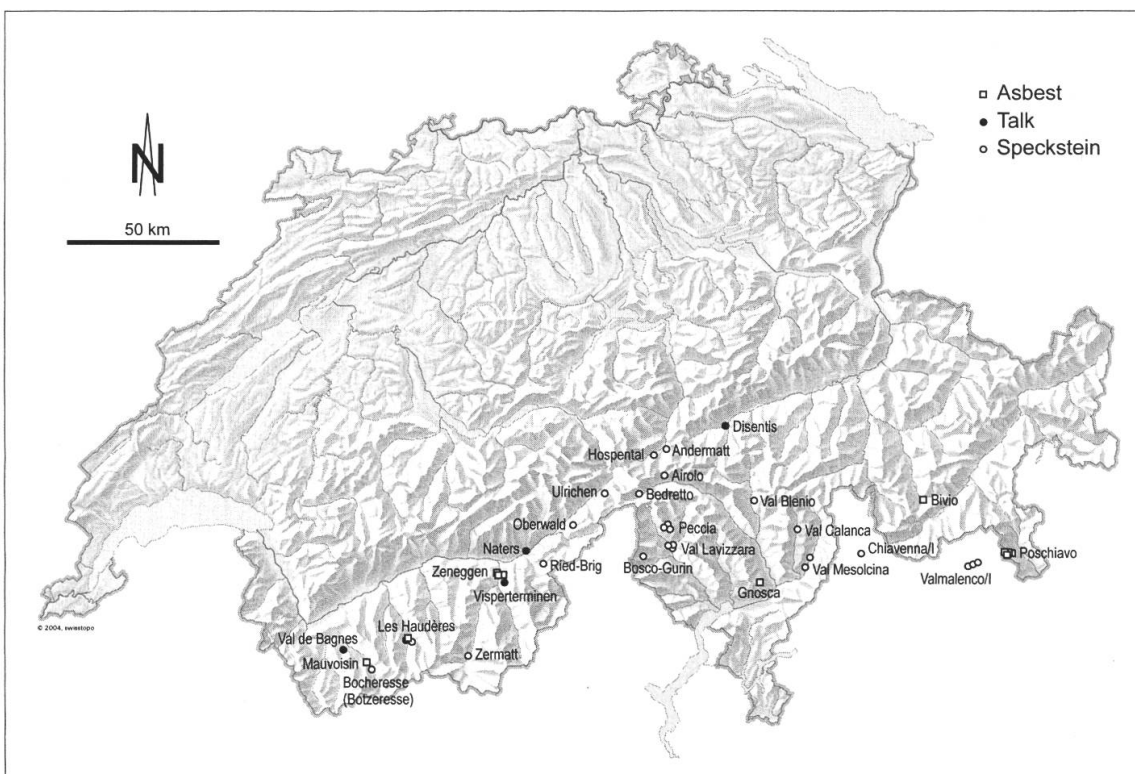 Asbest
Talk
Speckstein
N
50 km
Disentis
Andermatt
Hospental
Airolo
Ulrichen
Bedretto
Val Blenio
Bivio
Oberwald
Peccia
Val Calanca
Naters
Val Lavizzara
Chiavenna/I
Poschiavo
Ried-Brig
Bosco-Gurin
Val Mesolcina
Valmalenco/I
Zeneggen
Visperterminen
Gnosca
© 2004, swisstopo
Les Haudères
Val de Bagnes
Zermatt
Mauvoisin
Bocheresse
(Botzeresse)